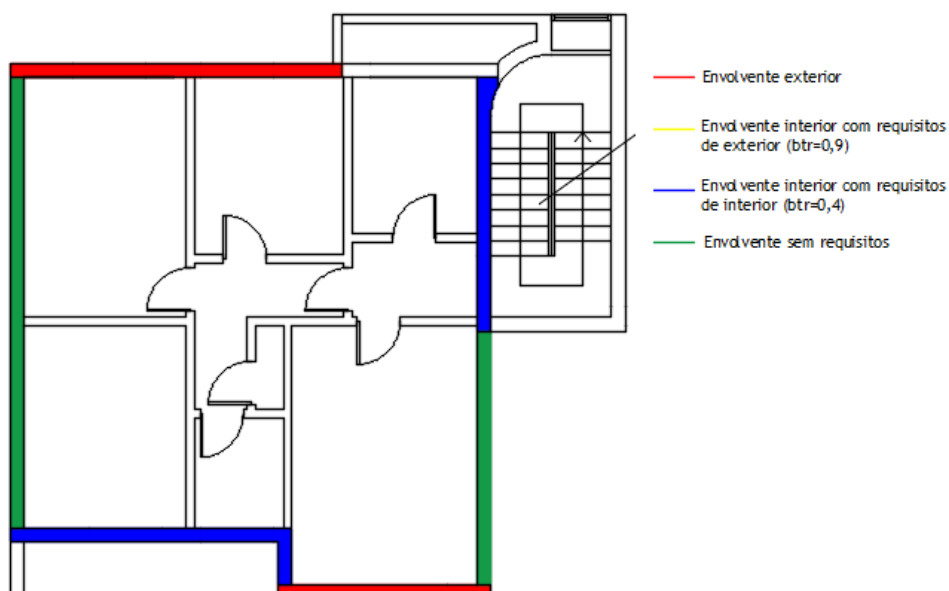 Envolvente exterior
Envolvente interior com requisitos
de exterior (btr=0,9)
Envolvente interior com requisitos
de interior (btr=0,4)
Envolvente sem requisitos